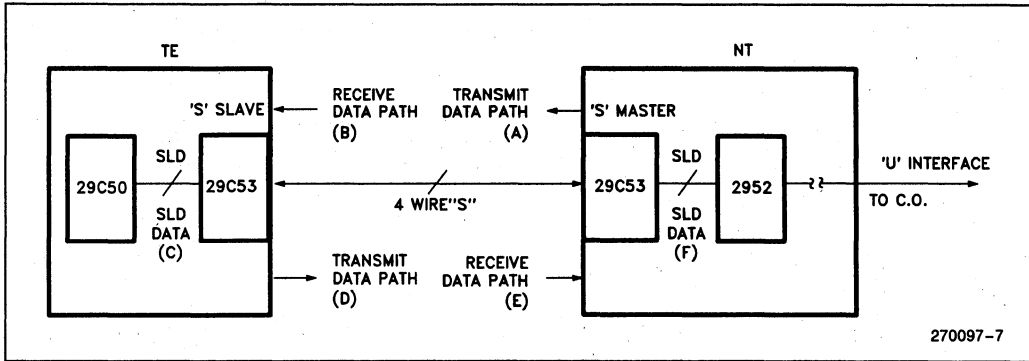 TE
NT
'S' SLAVE
RECEIVE
DATA PATH
(B)
TRANSMIT
DATA PATH
(A)
'S' MASTER
29C50
SLD
SLD
DATA
(C)
29C53
4 WIRE"S"
29C53
SLD
SLD
DATA
(F)
2952
'U' INTERFACE
TO C.O.
TRANSMIT
DATA PATH
(D)
RECEIVE
DATA PATH
(E)
270097-7